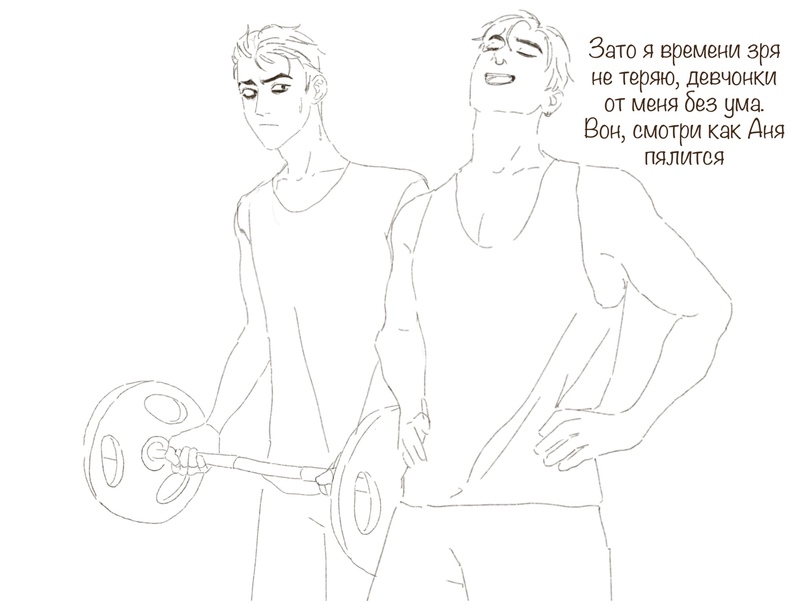 Зато я времени зря
не теряю, девчонки
от меня без ума.
Вон, смотри как Аня
пялится